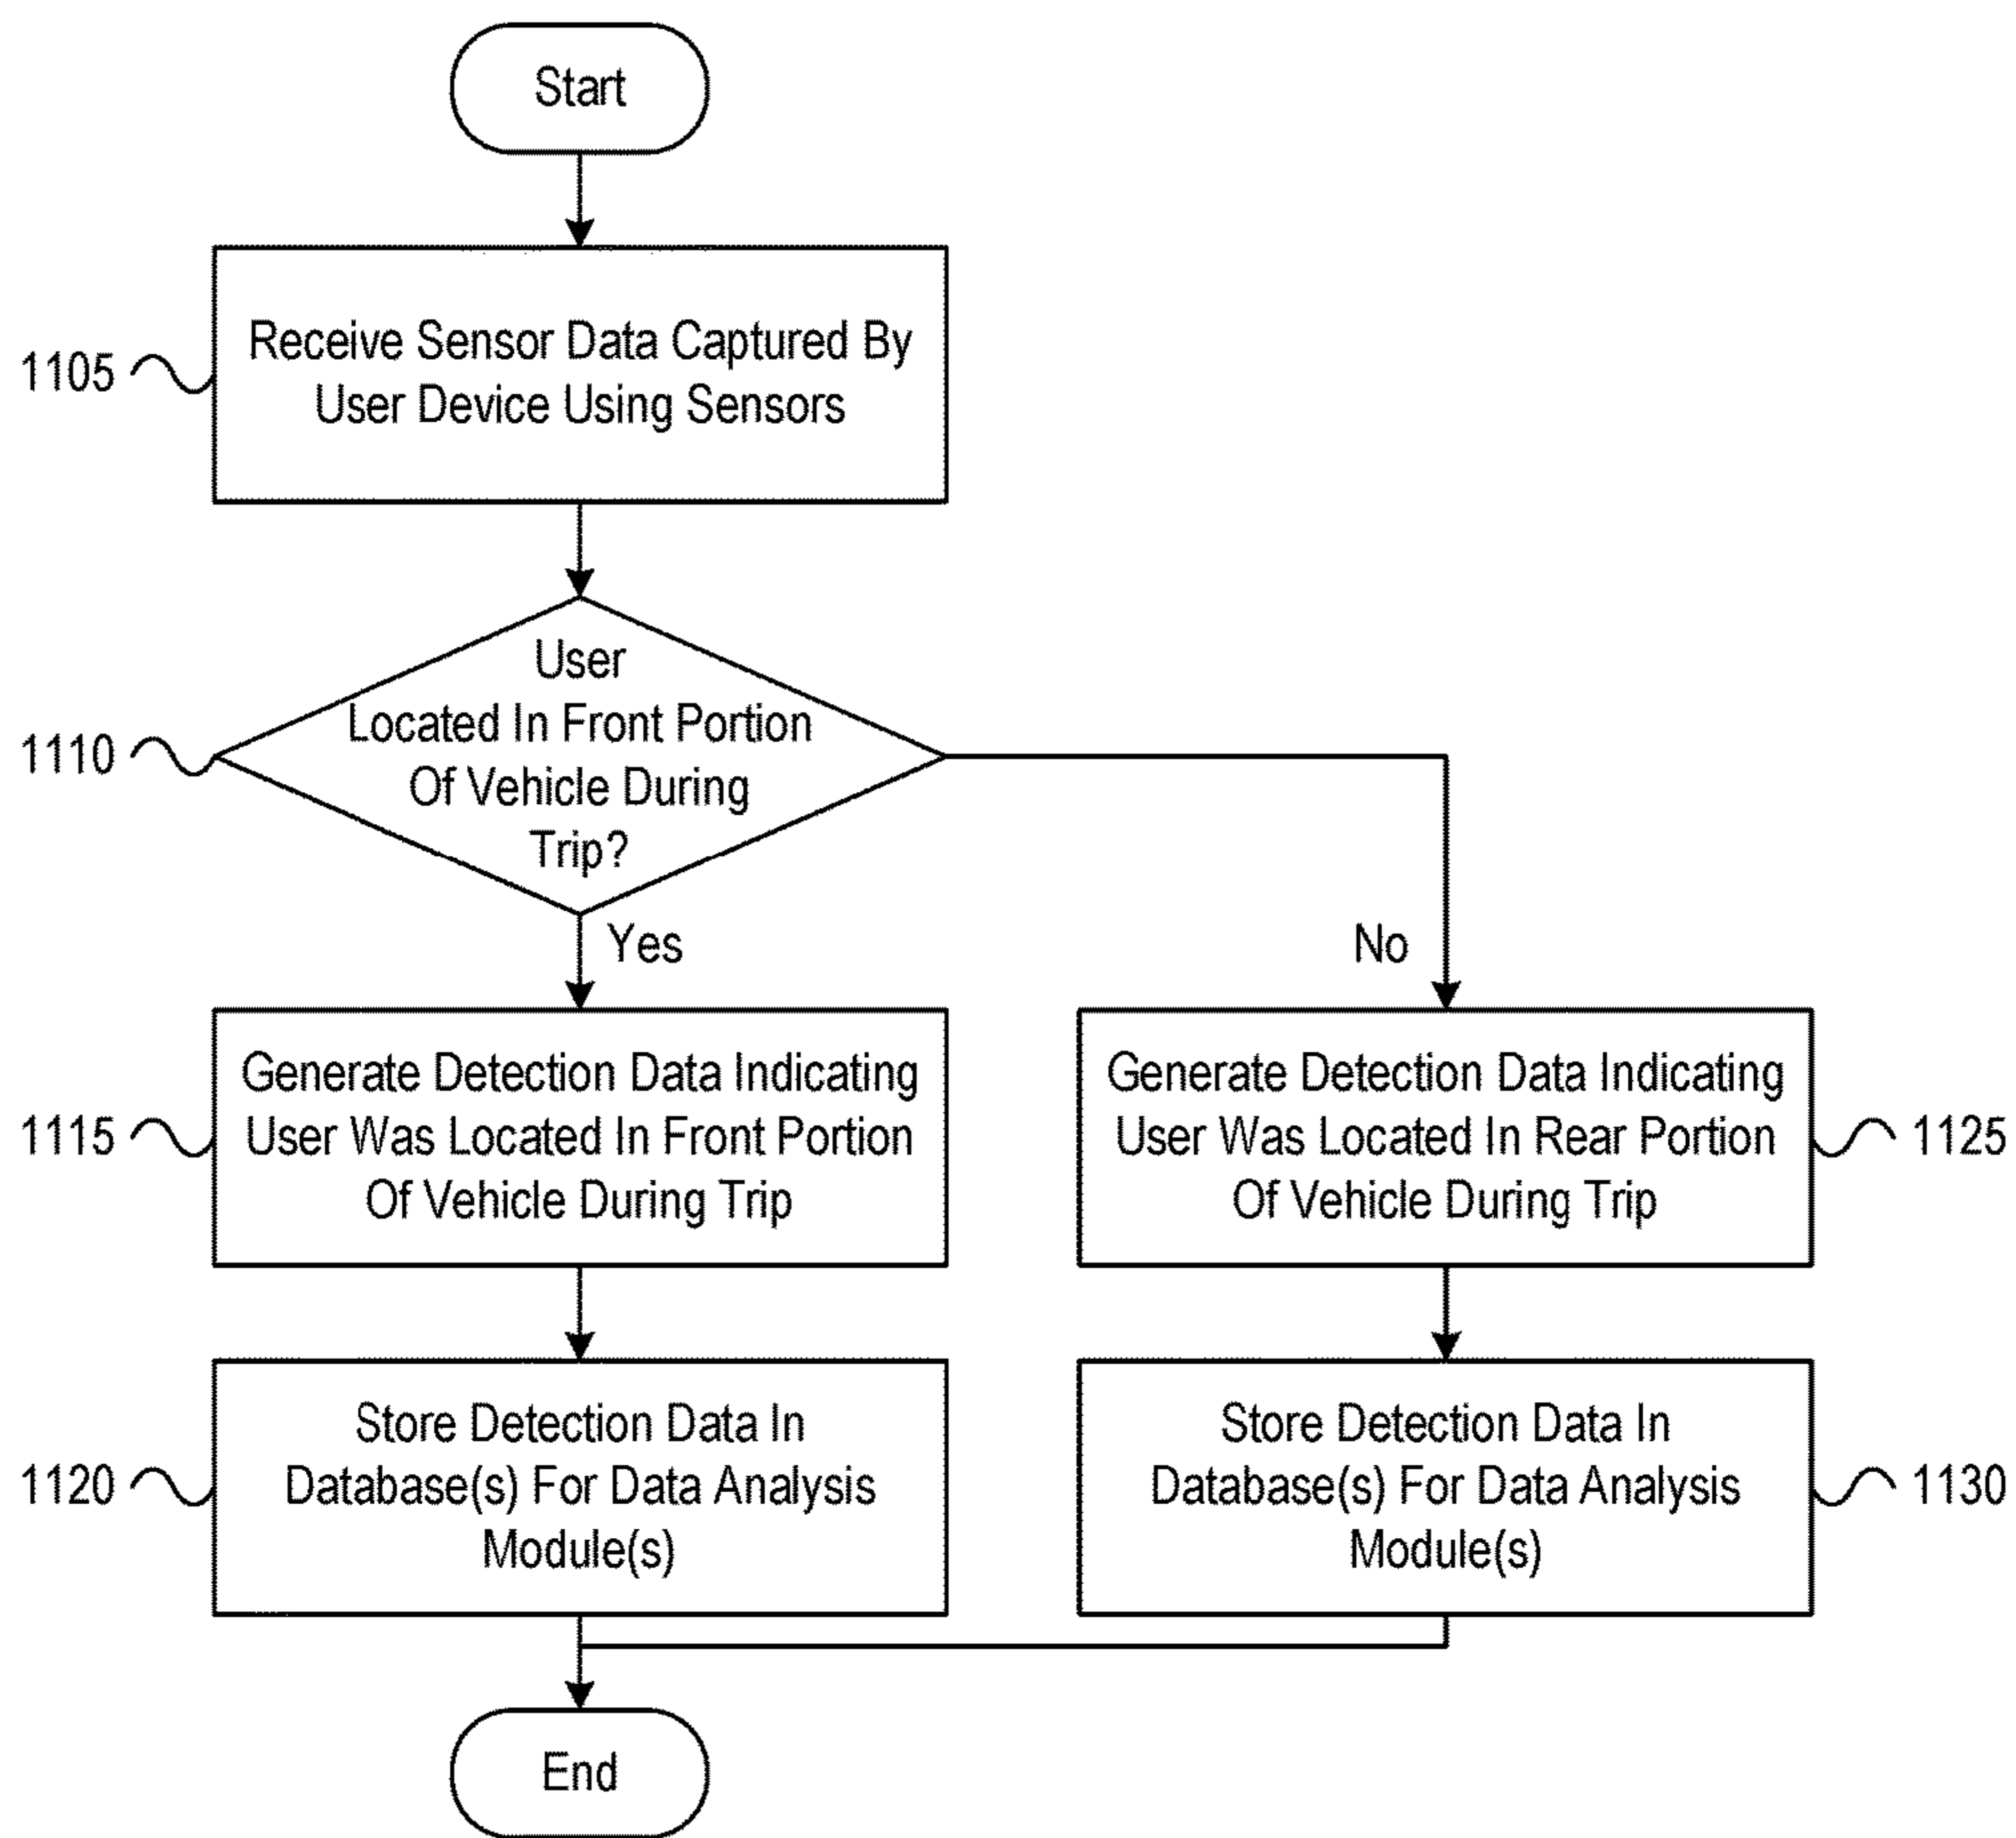 Start
1105
Receive Sensor Data Captured By
User Device Using Sensors
1110
User
Located In Front Portion
Of Vehicle During
Trip?
Yes
No
1115
Generate Detection Data Indicating
User Was Located In Front Portion
Of Vehicle During Trip
Generate Detection Data Indicating
User Was Located In Rear Portion
Of Vehicle During Trip
1125
1120
Store Detection Data In
Database(s) For Data Analysis
Module(s)
Store Detection Data In
Database(s) For Data Analysis
Module(s)
1130
End